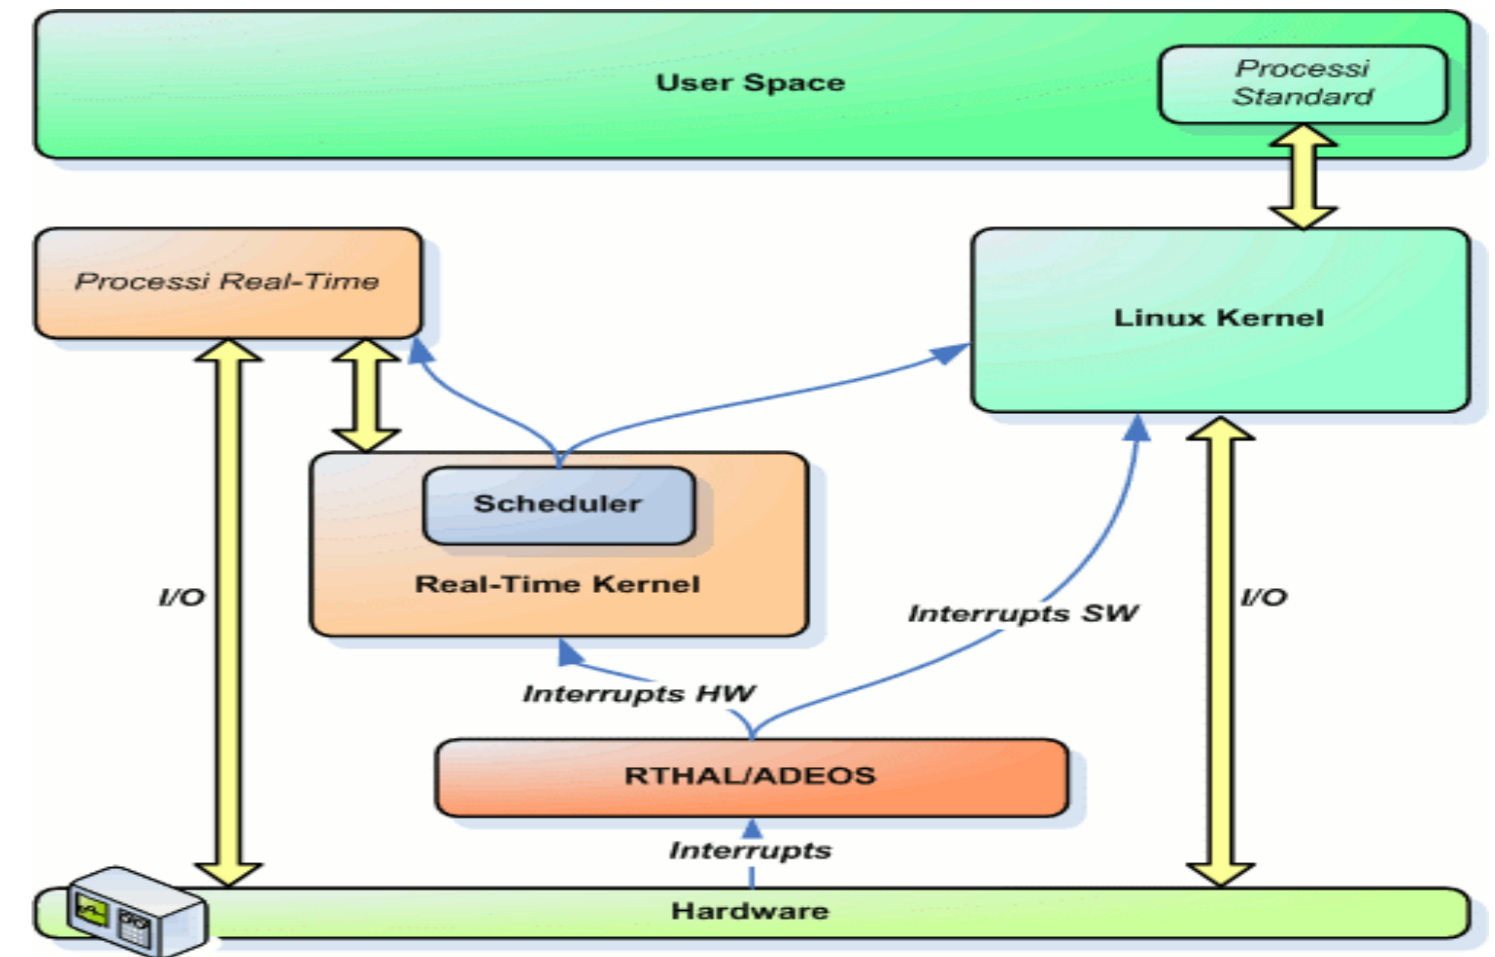 User Space
Processi
Standard
Processi Real-Time
Linux Kernel
Scheduler
Real-Time Kernel
I/O
Interrupts SW
I/O
Interrupts HW
RTHAL/ADEOS
Interrupts
Hardware